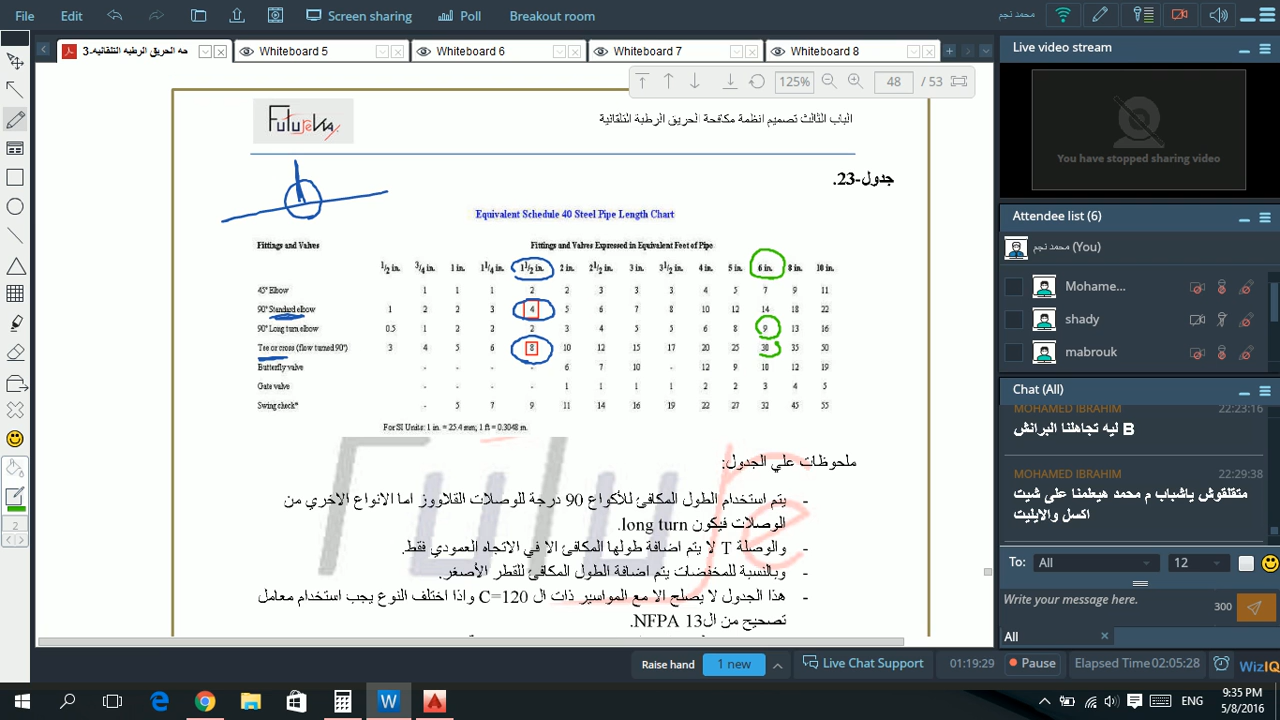 File Edit Screen sharing Poll Breakout room محمد نجم
3.حه الحريق الرطبه التلقائيه Whiteboard 5 Whiteboard 6 Whiteboard 7 Whiteboard 8
125% 48 / 53
Future
الباب الثالث تصميم انظمة مكافحة الحريق الرطبة التلقائية
جدول-23.
Equivalent Schedule 40 Steel Pipe Length Chart
Fittings and Valves Fittings and Valves Expressed in Equivalent Feet of Pipe
1/2 in. 3/4 in. 1 in. 1 1/4 in. 1 1/2 in. 2 in. 2 1/2 in. 3 in. 3 1/2 in. 4 in. 5 in. 6 in. 8 in. 10 in.
45° Elbow 1 1 1 2 2 3 3 3 4 5 7 9 11
90° Standard elbow 1 2 2 3 4 5 6 7 8 10 12 14 18 22
90° Long turn elbow 0.5 1 2 2 2 3 4 5 5 6 8 9 13 16
Tee or cross (flow turned 90°) 3 4 5 6 8 10 12 15 17 20 25 30 35 50
Butterfly valve - - - - 6 7 10 - 12 9 10 12 19
Gate valve - - - - 1 1 1 1 2 2 3 4 5
Swing check* - 5 7 9 11 14 16 19 22 27 32 45 55
For SI Units: 1 in. = 25.4 mm; 1 ft = 0.3048 m.
ملحوظات علي الجدول:
- يتم استخدام الطول المكافئ للأكواع 90 درجة للوصلات القلاووز اما الانواع الاخري من
الوصلات فيكون long turn.
- والوصلة T لا يتم اضافة طولها المكافئ الا في الاتجاه العمودي فقط.
- وبالنسبة للمخفضات يتم اضافة الطول المكافئ للقطر الأصغر.
- هذا الجدول لا يصلح الا مع المواسير ذات ال C=120 واذا اختلف النوع يجب استخدام معامل
تصحيح من ال NFPA 13.
Future
2
Live video stream
You have stopped sharing video
Attendee list (6)
محمد نجم (You)
Mohame...
shady
mabrouk
Chat (All)
MOHAMED IBRAHIM 22:23:16
ليه تجاهلنا البرانش B
MOHAMED IBRAHIM 22:29:38
متقلقوش ياشباب م محمد هيطمنا على شيت
اكسل والايليت
To: All 12
Write your message here. 300
All
Raise hand 1 new Live Chat Support 01:19:29 Pause Elapsed Time 02:05:28 WizIQ
ENG 9:35 PM
5/8/2016